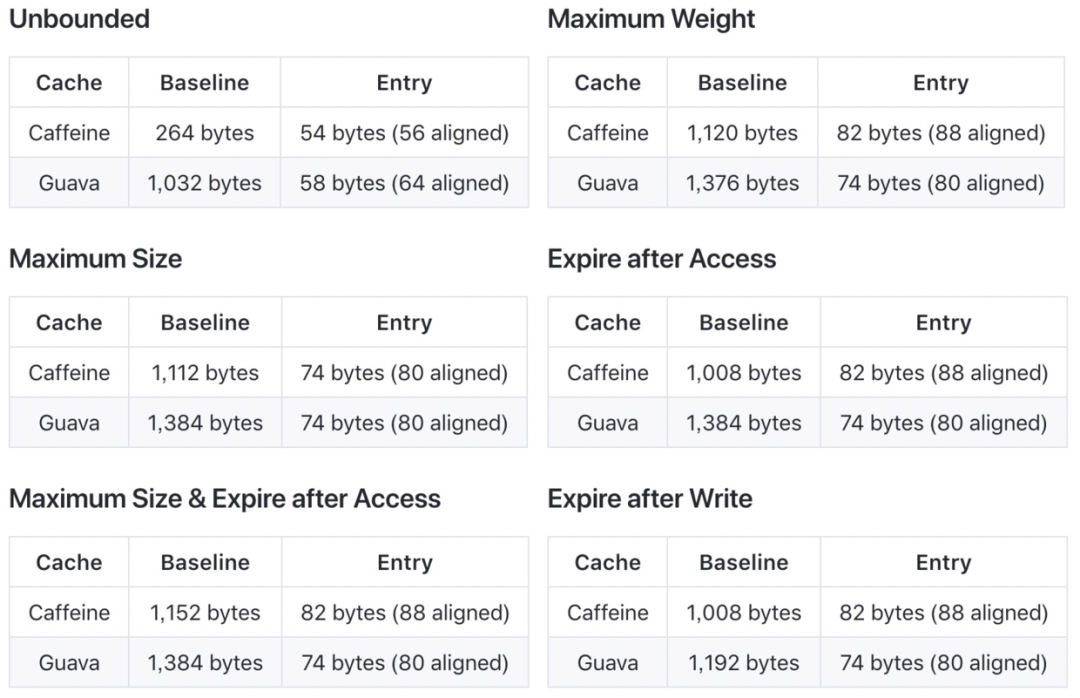 Unbounded
Cache Baseline Entry
Caffeine 264 bytes 54 bytes (56 aligned)
Guava 1,032 bytes 58 bytes (64 aligned)
Maximum Weight
Cache Baseline Entry
Caffeine 1,120 bytes 82 bytes (88 aligned)
Guava 1,376 bytes 74 bytes (80 aligned)
Maximum Size
Cache Baseline Entry
Caffeine 1,112 bytes 74 bytes (80 aligned)
Guava 1,384 bytes 74 bytes (80 aligned)
Expire after Access
Cache Baseline Entry
Caffeine 1,008 bytes 82 bytes (88 aligned)
Guava 1,384 bytes 74 bytes (80 aligned)
Maximum Size & Expire after Access
Cache Baseline Entry
Caffeine 1,152 bytes 82 bytes (88 aligned)
Guava 1,384 bytes 74 bytes (80 aligned)
Expire after Write
Cache Baseline Entry
Caffeine 1,008 bytes 82 bytes (88 aligned)
Guava 1,192 bytes 74 bytes (80 aligned)